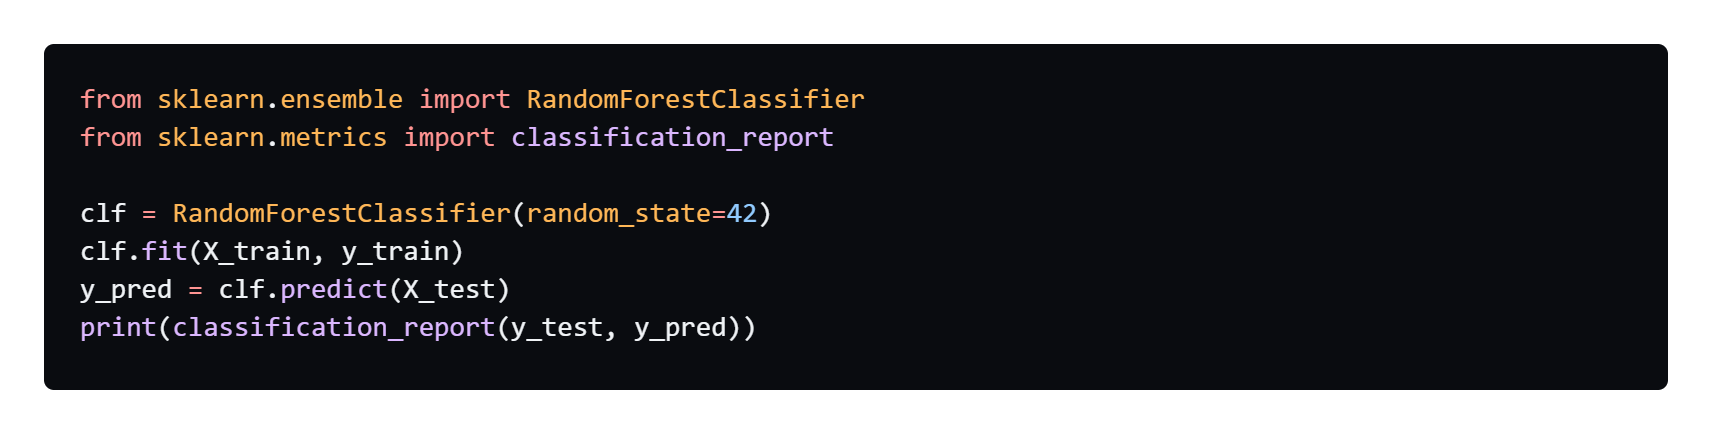 from sklearn.ensemble import RandomForestClassifier
from sklearn.metrics import classification_report

clf = RandomForestClassifier(random_state=42)
clf.fit(X_train, y_train)
y_pred = clf.predict(X_test)
print(classification_report(y_test, y_pred))